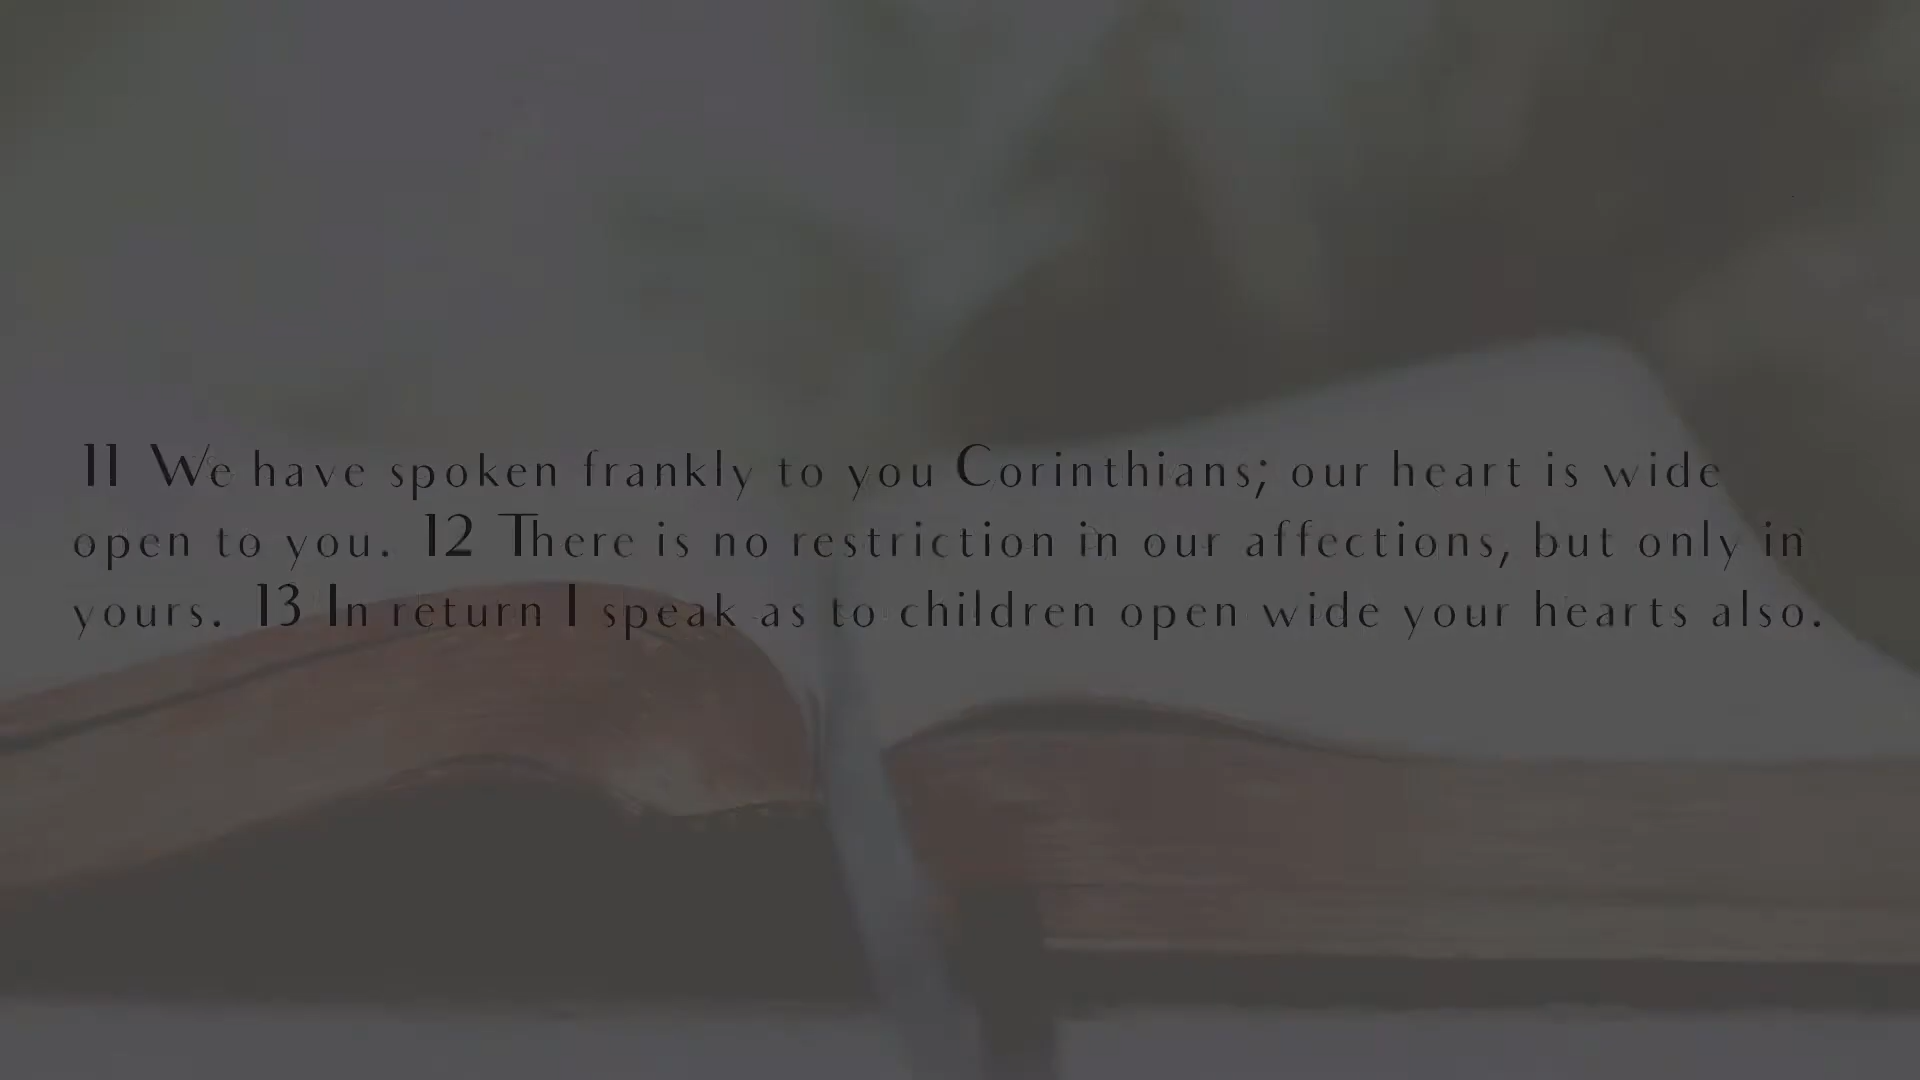 11 We have spoken frankly to you Corinthians; our heart is wide
open to you. 12 There is no restriction in our affections, but only in
yours. 13 In return I speak as to children open wide your hearts also.